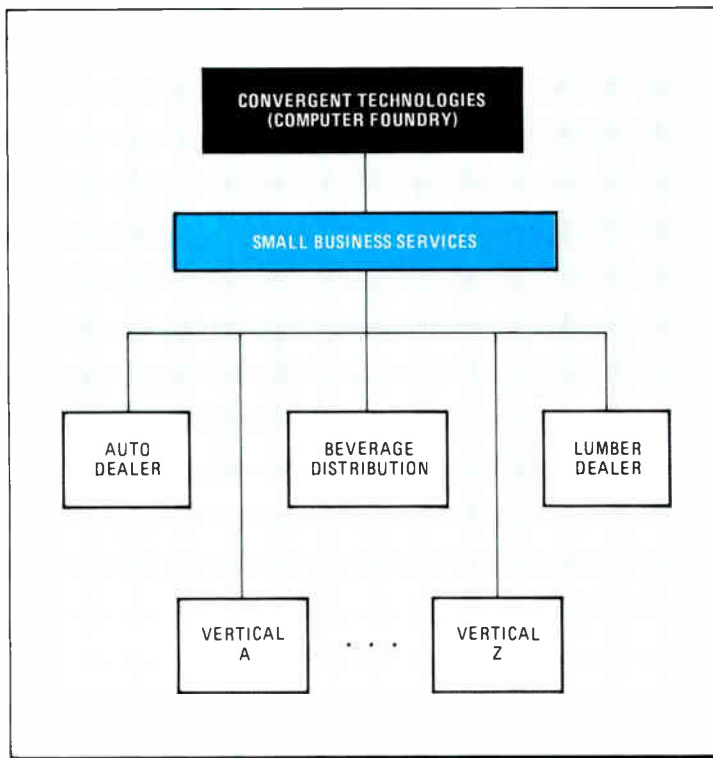 CONVERGENT TECHNOLOGIES
(COMPUTER FOUNDRY)
SMALL BUSINESS SERVICES
AUTO
DEALER
BEVERAGE
DISTRIBUTION
LUMBER
DEALER
VERTICAL
A
. . .
VERTICAL
Z